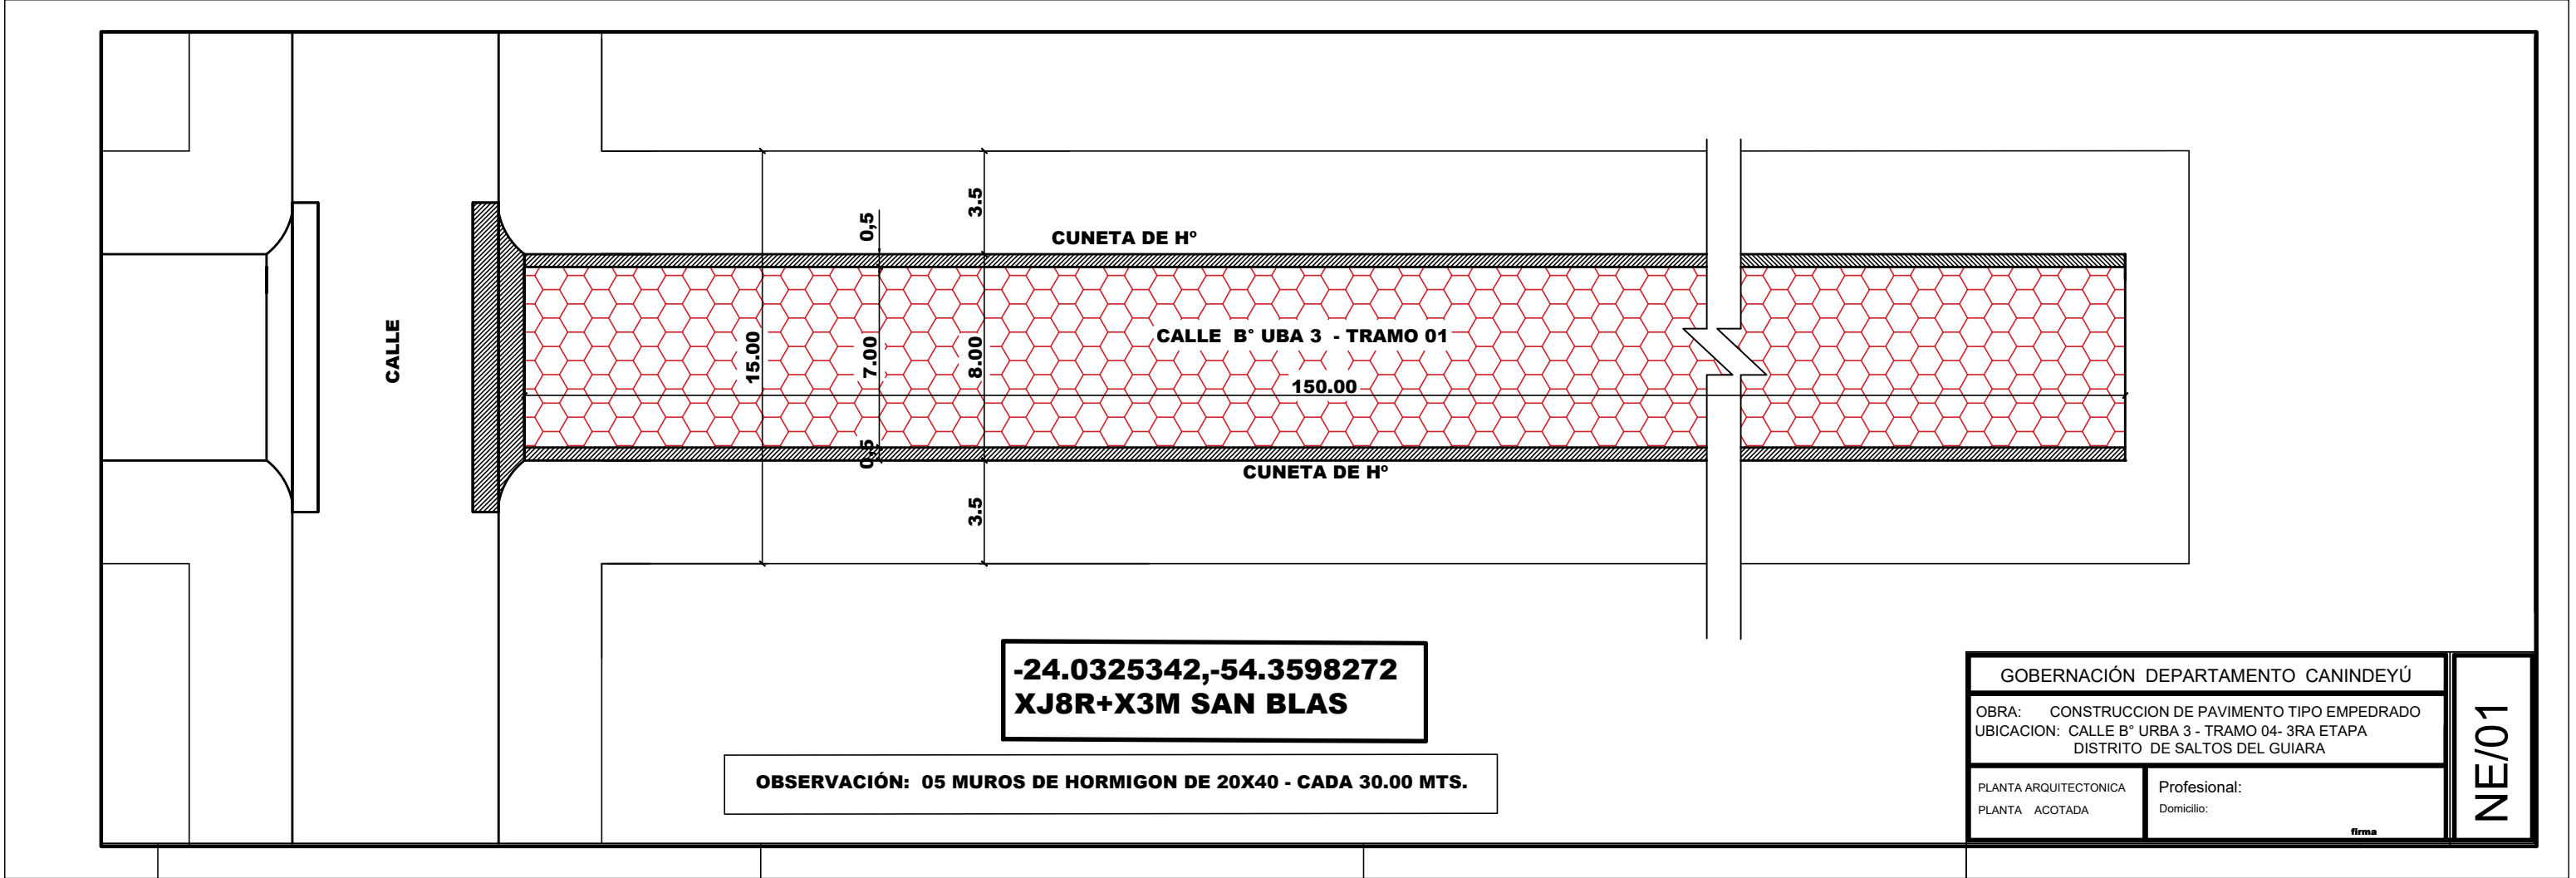 3.5
0,5
CUNETA DE Hº
CALLE
15.00
7.00
8.00
CALLE B° UBA 3 - TRAMO 01
150.00
0,5
CUNETA DE Hº
3.5
-24.0325342,-54.3598272
XJ8R+X3M SAN BLAS
OBSERVACIÓN: 05 MUROS DE HORMIGON DE 20X40 - CADA 30.00 MTS.
GOBERNACIÓN DEPARTAMENTO CANINDEYÚ
OBRA: CONSTRUCCION DE PAVIMENTO TIPO EMPEDRADO
UBICACION: CALLE B° URBA 3 - TRAMO 04- 3RA ETAPA
DISTRITO DE SALTOS DEL GUIARA
PLANTA ARQUITECTONICA
PLANTA ACOTADA
Profesional:
Domicilio:
firma
NE/01